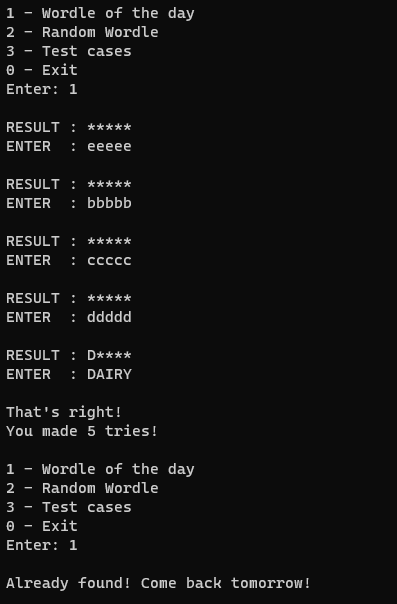 1 - Wordle of the day
2 - Random Wordle
3 - Test cases
0 - Exit
Enter: 1
RESULT : *****
ENTER  : eeeee
RESULT : *****
ENTER  : bbbbb
RESULT : *****
ENTER  : ccccc
RESULT : *****
ENTER  : ddddd
RESULT : D****
ENTER  : DAIRY
That's right!
You made 5 tries!
1 - Wordle of the day
2 - Random Wordle
3 - Test cases
0 - Exit
Enter: 1
Already found! Come back tomorrow!